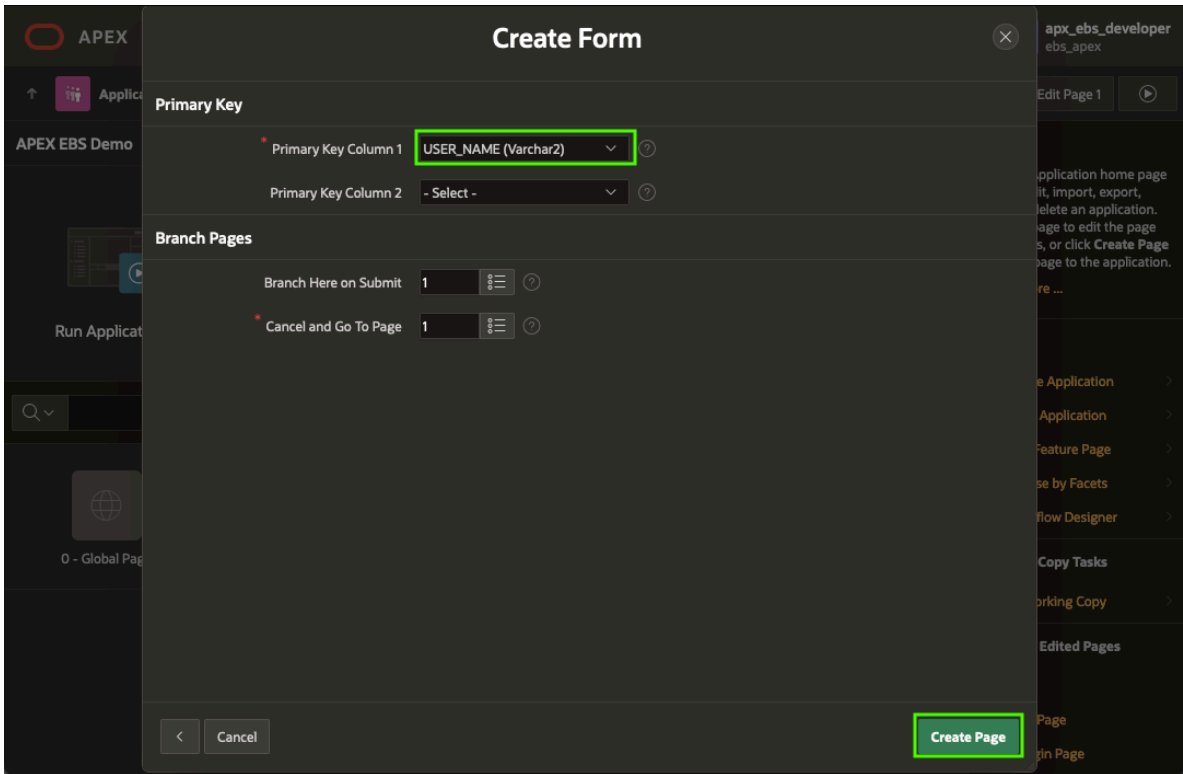 APEX
Create Form
apx_ebs_developer
ebs_apex
Applica
Edit Page 1
Primary Key
APEX EBS Demo
* Primary Key Column 1 USER_NAME (Varchar2)
Primary Key Column 2 - Select -
pplication home page
it, import, export,
lelete an application.
age to edit the page
s, or click Create Page
page to the application.
re ...
Branch Pages
Branch Here on Submit 1
* Cancel and Go To Page 1
Run Applicat
e Application
Application
Feature Page
se by Facets
flow Designer
0 - Global Pag
Copy Tasks
orking Copy
Edited Pages
Page
gin Page
Cancel
Create Page